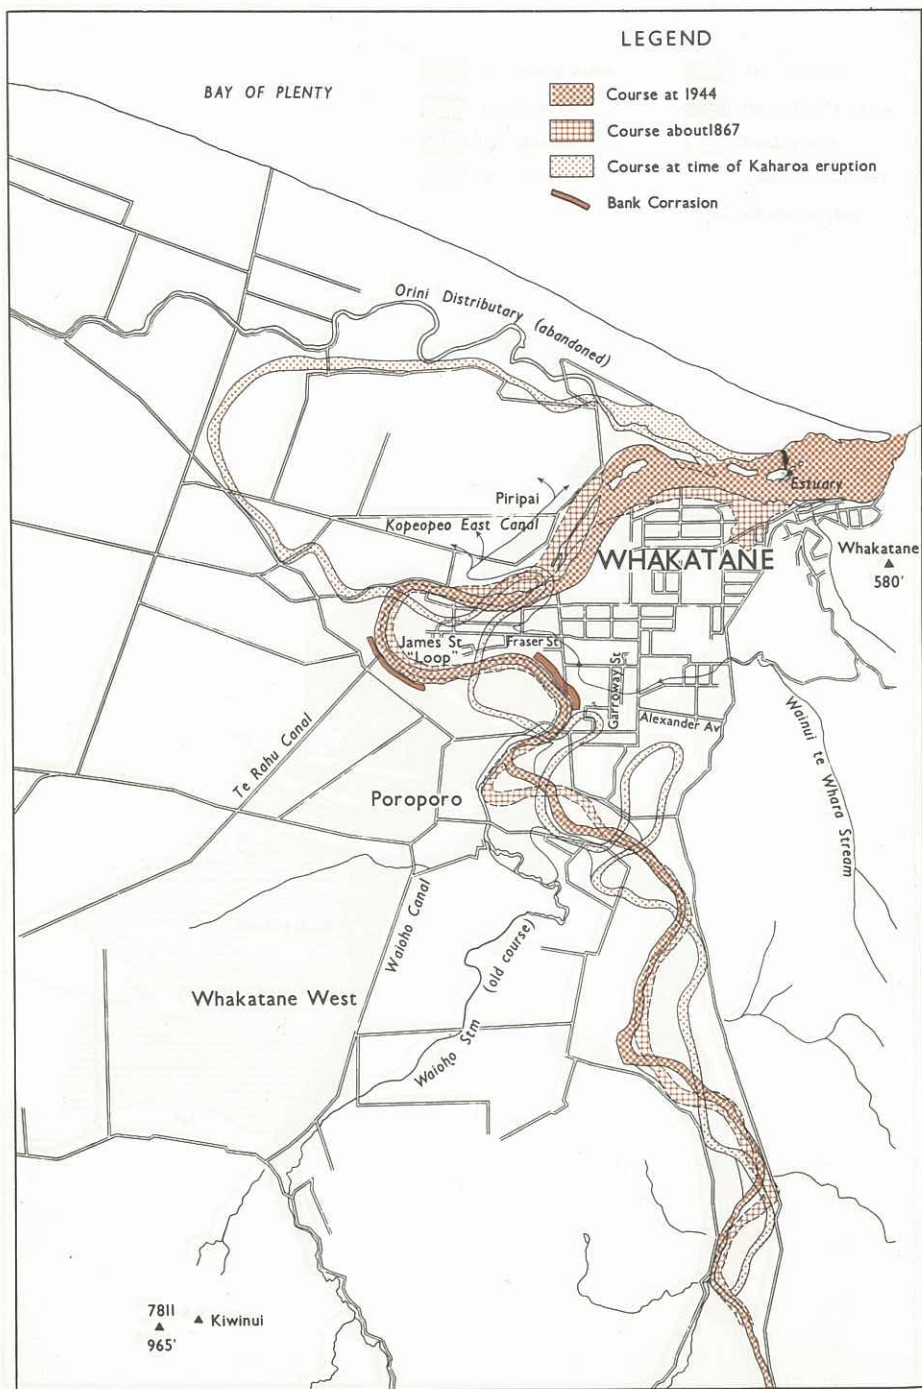 LEGEND
BAY OF PLENTY
Course at 1944
Course about1867
Course at time of Kaharoa eruption
Bank Corrasion
Orini Distributary (abandoned)
Estuary
Piripai
Kopeopeo East Canal
WHAKATANE
Whakatane
580'
James St
"Loop"
Fraser St
Garroway St
Alexander Av
Te Rahu Canal
Wainui te Whara Stream
Poroporo
Waioho Canal
Waioho Stm (old course)
Whakatane West
7811
965'
Kiwinui